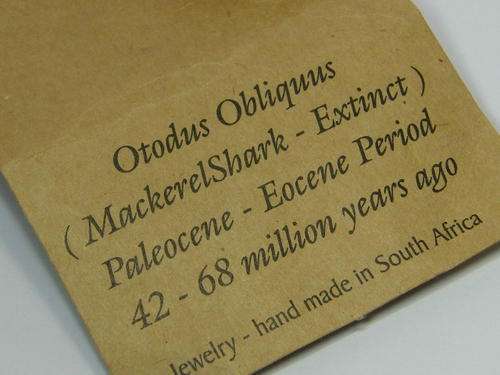 Otodus Obliquus
( MackerelShark - Extinct )
Paleocene - Eocene Period
42 - 68 million years ago
Jewelry - hand made in South Africa